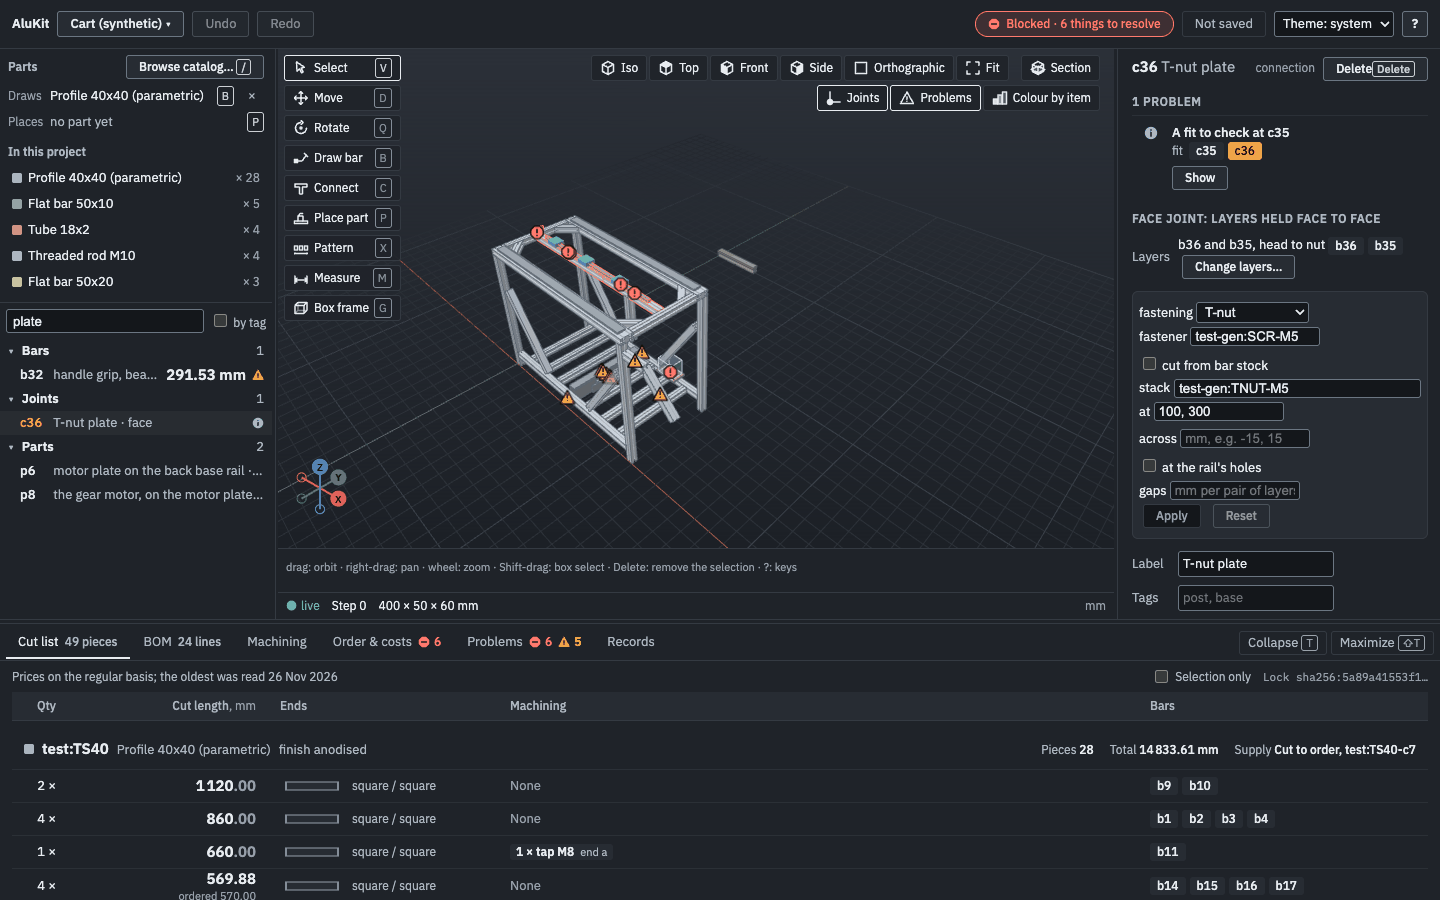 AluKit Cart (synthetic) ▾ Undo Redo Blocked · 6 things to resolve Not saved Theme: system ?
Parts Browse catalog... /
Draws Profile 40x40 (parametric) B ×
Places no part yet P
In this project
Profile 40x40 (parametric) × 28
Flat bar 50x10 × 5
Tube 18x2 × 4
Threaded rod M10 × 4
Flat bar 50x20 × 3
plate by tag
Bars 1
b32 handle grip, bea... 291.53 mm
Joints 1
c36 T-nut plate · face
Parts 2
p6 motor plate on the back base rail ·...
p8 the gear motor, on the motor plate...
Select V
Move D
Rotate Q
Draw bar B
Connect C
Place part P
Pattern X
Measure M
Box frame G
Iso Top Front Side Orthographic Fit Section
Joints Problems Colour by item
Z
Y
X
drag: orbit · right-drag: pan · wheel: zoom · Shift-drag: box select · Delete: remove the selection · ?: keys
live Step 0 400 × 50 × 60 mm mm
c36 T-nut plate connection Delete Delete
1 PROBLEM
A fit to check at c35
fit c35 c36
Show
FACE JOINT: LAYERS HELD FACE TO FACE
Layers b36 and b35, head to nut b36 b35
Change layers...
fastening T-nut
fastener test-gen:SCR-M5
cut from bar stock
stack test-gen:TNUT-M5
at 100, 300
across mm, e.g. -15, 15
at the rail's holes
gaps mm per pair of layer
Apply Reset
Label T-nut plate
Tags post, base
Cut list 49 pieces BOM 24 lines Machining Order & costs 6 Problems 6 5 Records Collapse T Maximize ⇧T
Prices on the regular basis; the oldest was read 26 Nov 2026 Selection only Lock sha256:5a89a41553f1...
Qty Cut length, mm Ends Machining Bars
test:TS40 Profile 40x40 (parametric) finish anodised Pieces 28 Total 14 833.61 mm Supply Cut to order, test:TS40-c7
2 × 1 120.00 square / square None b9 b10
4 × 860.00 square / square None b1 b2 b3 b4
1 × 660.00 square / square 1 × tap M8 end a b11
4 × 569.88 square / square None b14 b15 b16 b17
ordered 570.00